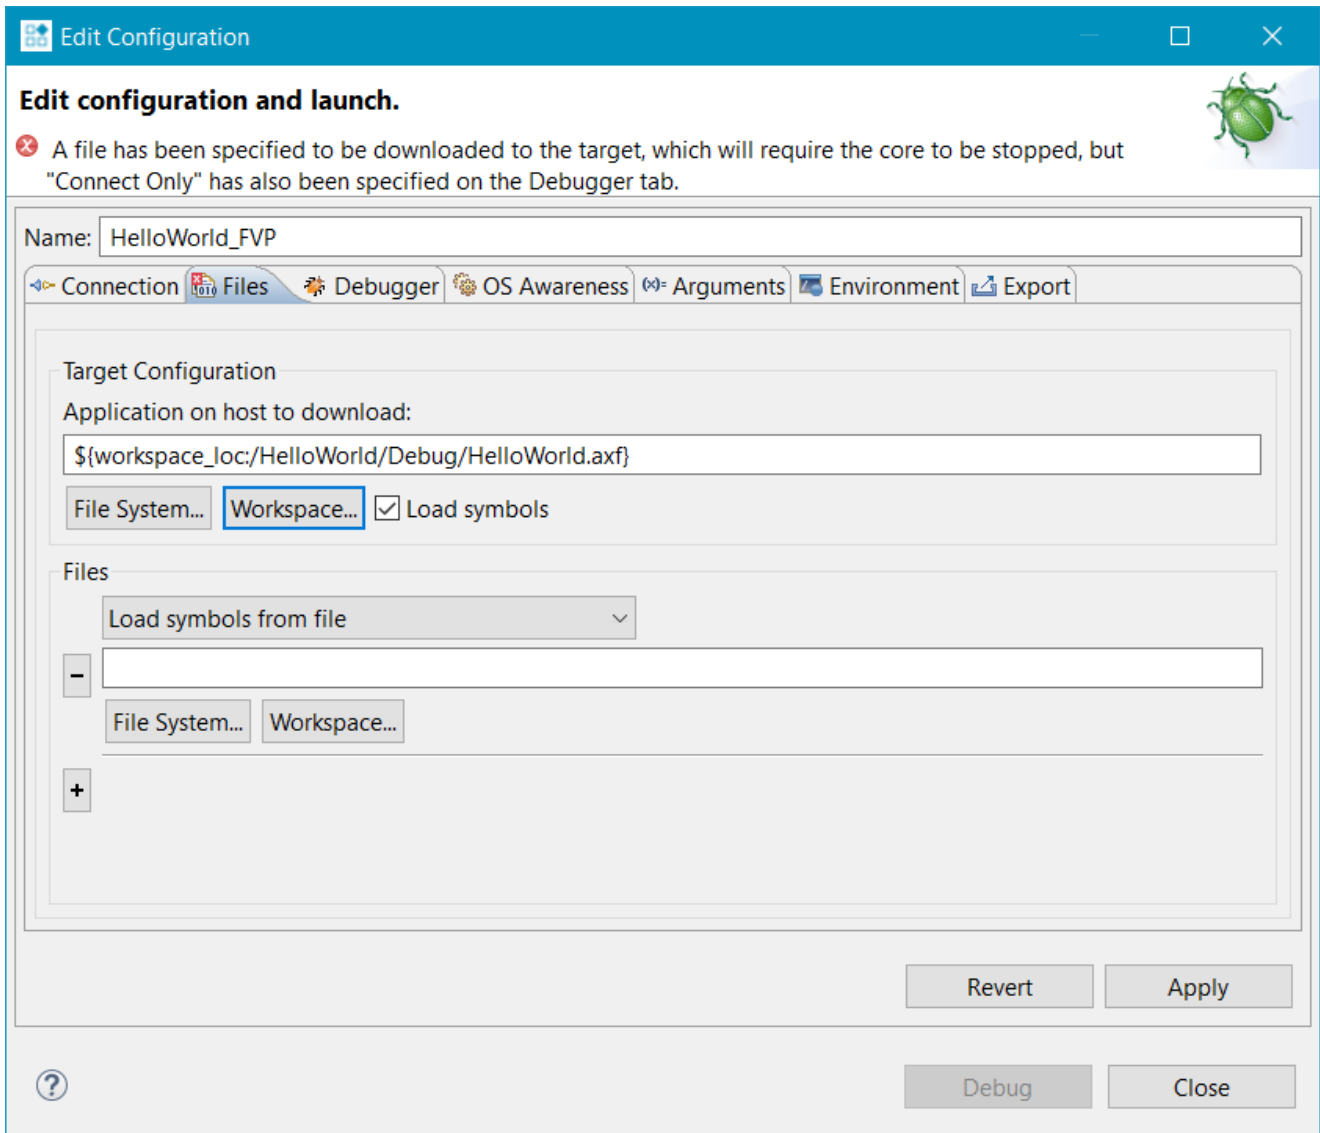 Edit Configuration
Edit configuration and launch.
A file has been specified to be downloaded to the target, which will require the core to be stopped, but
"Connect Only" has also been specified on the Debugger tab.
Name: HelloWorld_FVP
Connection Files Debugger OS Awareness (x)= Arguments Environment Export
Target Configuration
Application on host to download:
${workspace_loc:/HelloWorld/Debug/HelloWorld.axf}
File System... Workspace... Load symbols
Files
Load symbols from file
-
File System... Workspace...
+
Revert Apply
? Debug Close